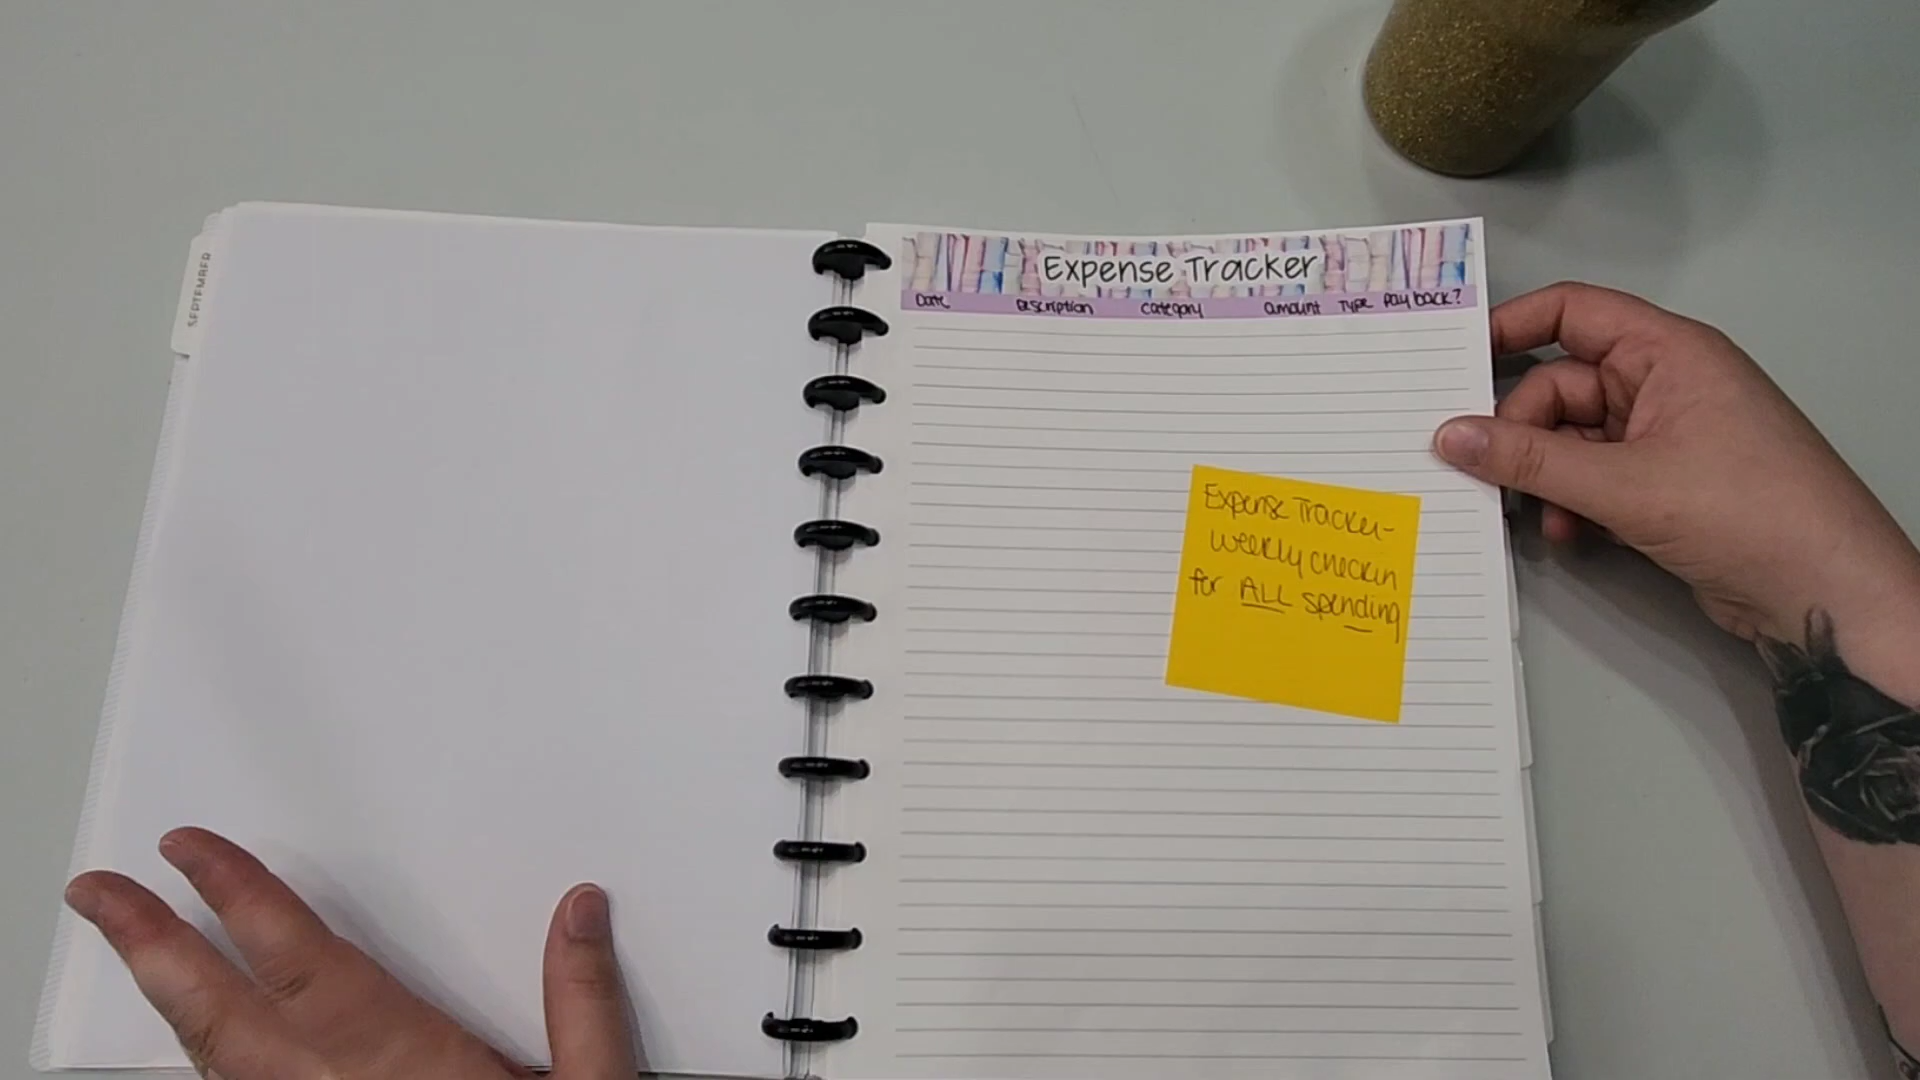 SEPTEMBER
Expense Tracker
Date Description Category Amount Type Pay back?
Expense Tracker-
weekly checkin
for ALL spending